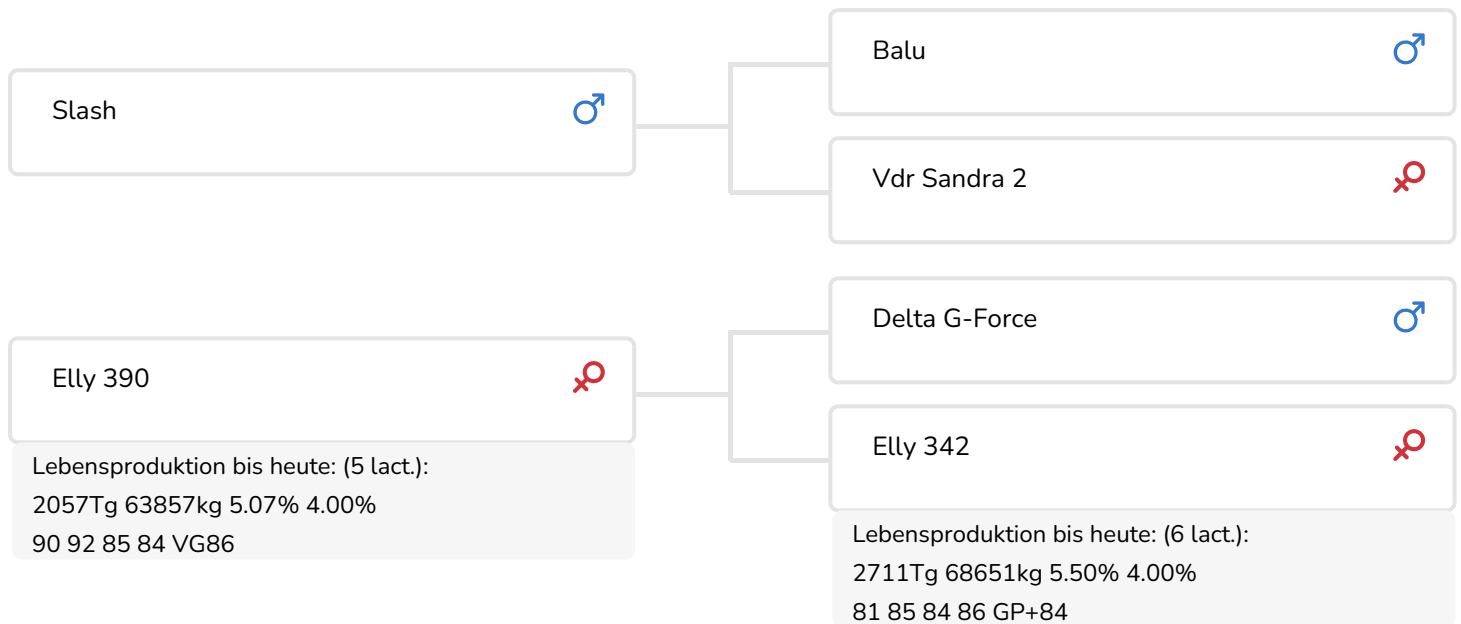 Slash
Balu
Vdr Sandra 2
Elly 390
Lebensproduktion bis heute: (5 lact.):
2057Tg 63857kg 5.07% 4.00%
90 92 85 84 VG86
Delta G-Force
Elly 342
Lebensproduktion bis heute: (6 lact.):
2711Tg 68651kg 5.50% 4.00%
81 85 84 86 GP+84